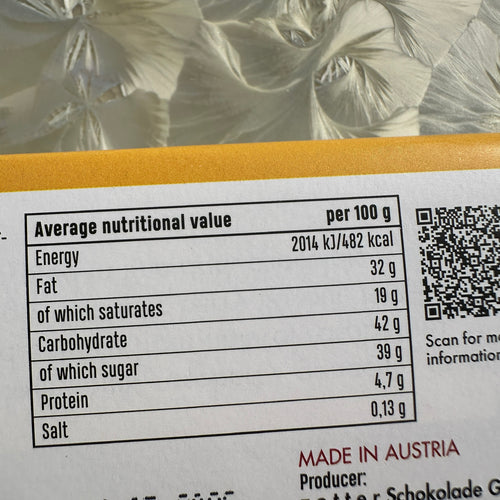 Average nutritional value per 100 g
Energy 2014 kJ/482 kcal
Fat 32 g
of which saturates 19 g
Carbohydrate 42 g
of which sugar 39 g
Protein 4,7 g
Salt 0,13 g
Scan for
information
MADE IN AUSTRIA
Producer:
Schokolade G